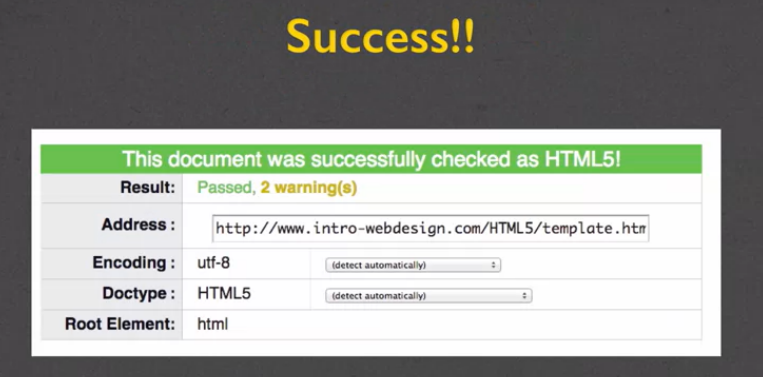 Success!!
This document was successfully checked as HTML5!
Result: Passed, 2 warning(s)
Address : http://www.intro-webdesign.com/HTML5/template.htm
Encoding : utf-8 (detect automatically)
Doctype : HTML5 (detect automatically)
Root Element: html